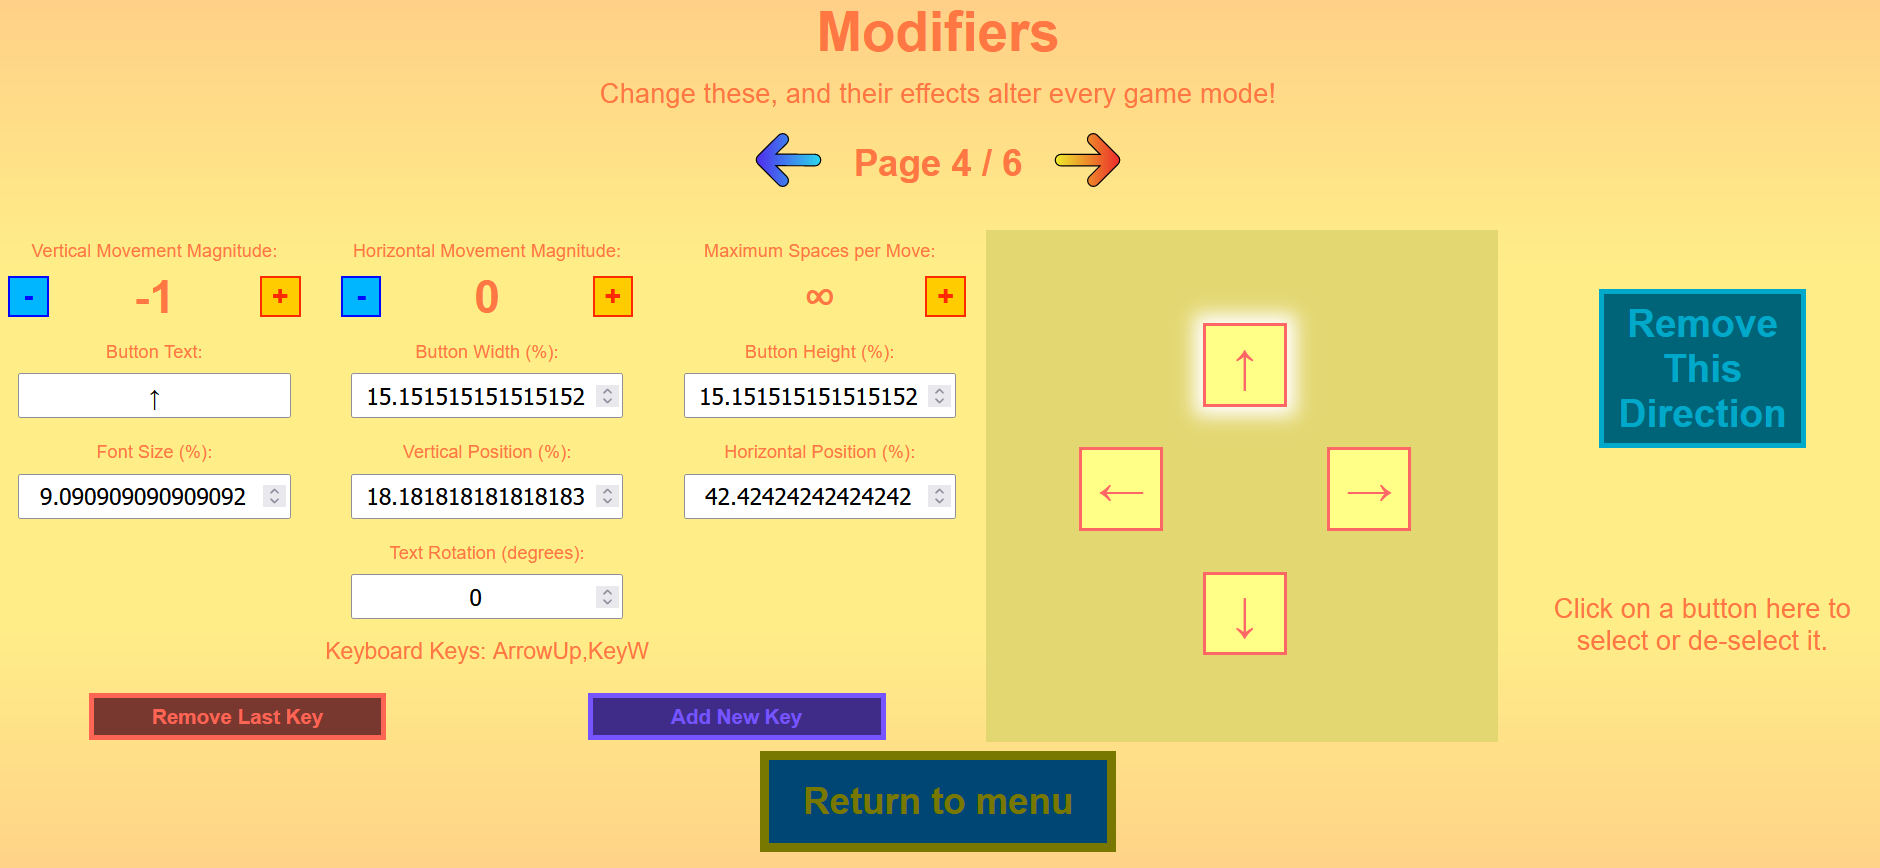 Modifiers
Change these, and their effects alter every game mode!
Page 4 / 6
Vertical Movement Magnitude:
- -1 +
Horizontal Movement Magnitude:
- 0 +
Maximum Spaces per Move:
∞ +
Button Text:
↑
Button Width (%):
15.151515151515152
Button Height (%):
15.151515151515152
Font Size (%):
9.090909090909092
Vertical Position (%):
18.181818181818183
Horizontal Position (%):
42.42424242424242
Text Rotation (degrees):
0
Keyboard Keys: ArrowUp,KeyW
Remove Last Key
Add New Key
↑
← →
↓
Remove
This
Direction
Click on a button here to
select or de-select it.
Return to menu